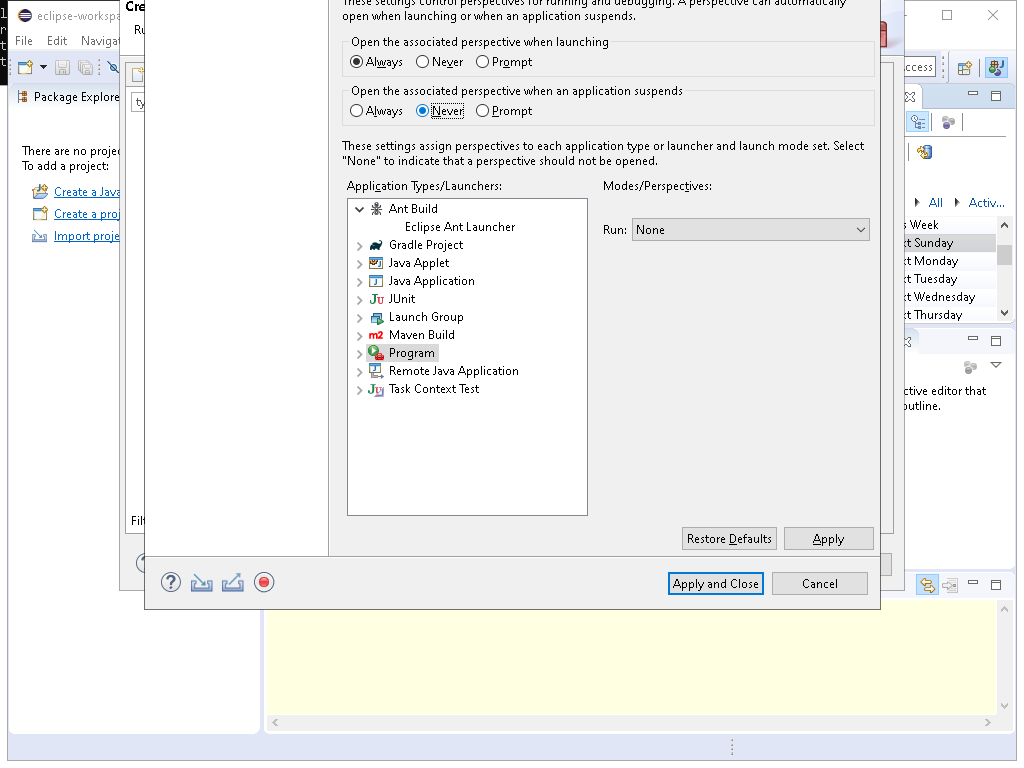 eclipse-workspa
Cre
These settings control perspectives for running and debugging. A perspective can automatically
open when launching or when an application suspends.
File Edit Navigat
Ru
Open the associated perspective when launching
Always Never Prompt
ccess
Open the associated perspective when an application suspends
Always Never Prompt
Package Explore
ty
These settings assign perspectives to each application type or launcher and launch mode set. Select
"None" to indicate that a perspective should not be opened.
There are no projec
To add a project:
Create a Java
Create a proj
Import proje
Application Types/Launchers:
Modes/Perspectives:
Ant Build
Eclipse Ant Launcher
Gradle Project
Java Applet
Java Application
JUnit
Launch Group
Maven Build
Program
Remote Java Application
Task Context Test
Run: None
All Activ...
s Week
xt Sunday
xt Monday
xt Tuesday
xt Wednesday
xt Thursday
ctive editor that
outline.
Filt
Restore Defaults Apply
Apply and Close Cancel